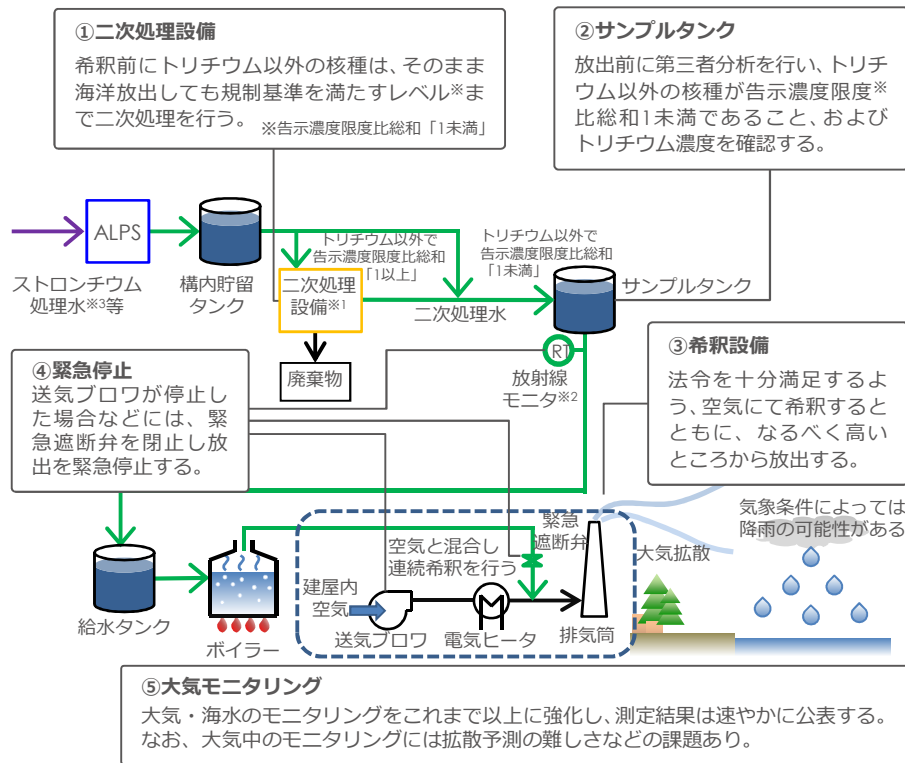 ①二次処理設備
希釈前にトリチウム以外の核種は、そのまま
海洋放出しても規制基準を満たすレベル※ま
で二次処理を行う。 ※告示濃度限度比総和「1未満」
②サンプルタンク
放出前に第三者分析を行い、トリチ
ウム以外の核種が告示濃度限度※
比総和1未満であること、および
トリチウム濃度を確認する。
ALPS
ストロンチウム
処理水※3等
構内貯留
タンク
トリチウム以外で
告示濃度限度比総和
「1以上」
トリチウム以外で
告示濃度限度比総和
「1未満」
二次処理
設備※1
二次処理水
サンプルタンク
廃棄物
RT
放射線
モニタ※2
③希釈設備
法令を十分満足するよ
う、空気にて希釈すると
ともに、なるべく高い
ところから放出する。
④緊急停止
送気ブロワが停止し
た場合などには、緊
急遮断弁を閉止し放
出を緊急停止する。
気象条件によっては
降雨の可能性がある
緊急
遮断弁
大気拡散
空気と混合し
連続希釈を行う
建屋内
空気
給水タンク
ボイラー
送気ブロワ
電気ヒータ
排気筒
⑤大気モニタリング
大気・海水のモニタリングをこれまで以上に強化し、測定結果は速やかに公表する。
なお、大気中のモニタリングには拡散予測の難しさなどの課題あり。